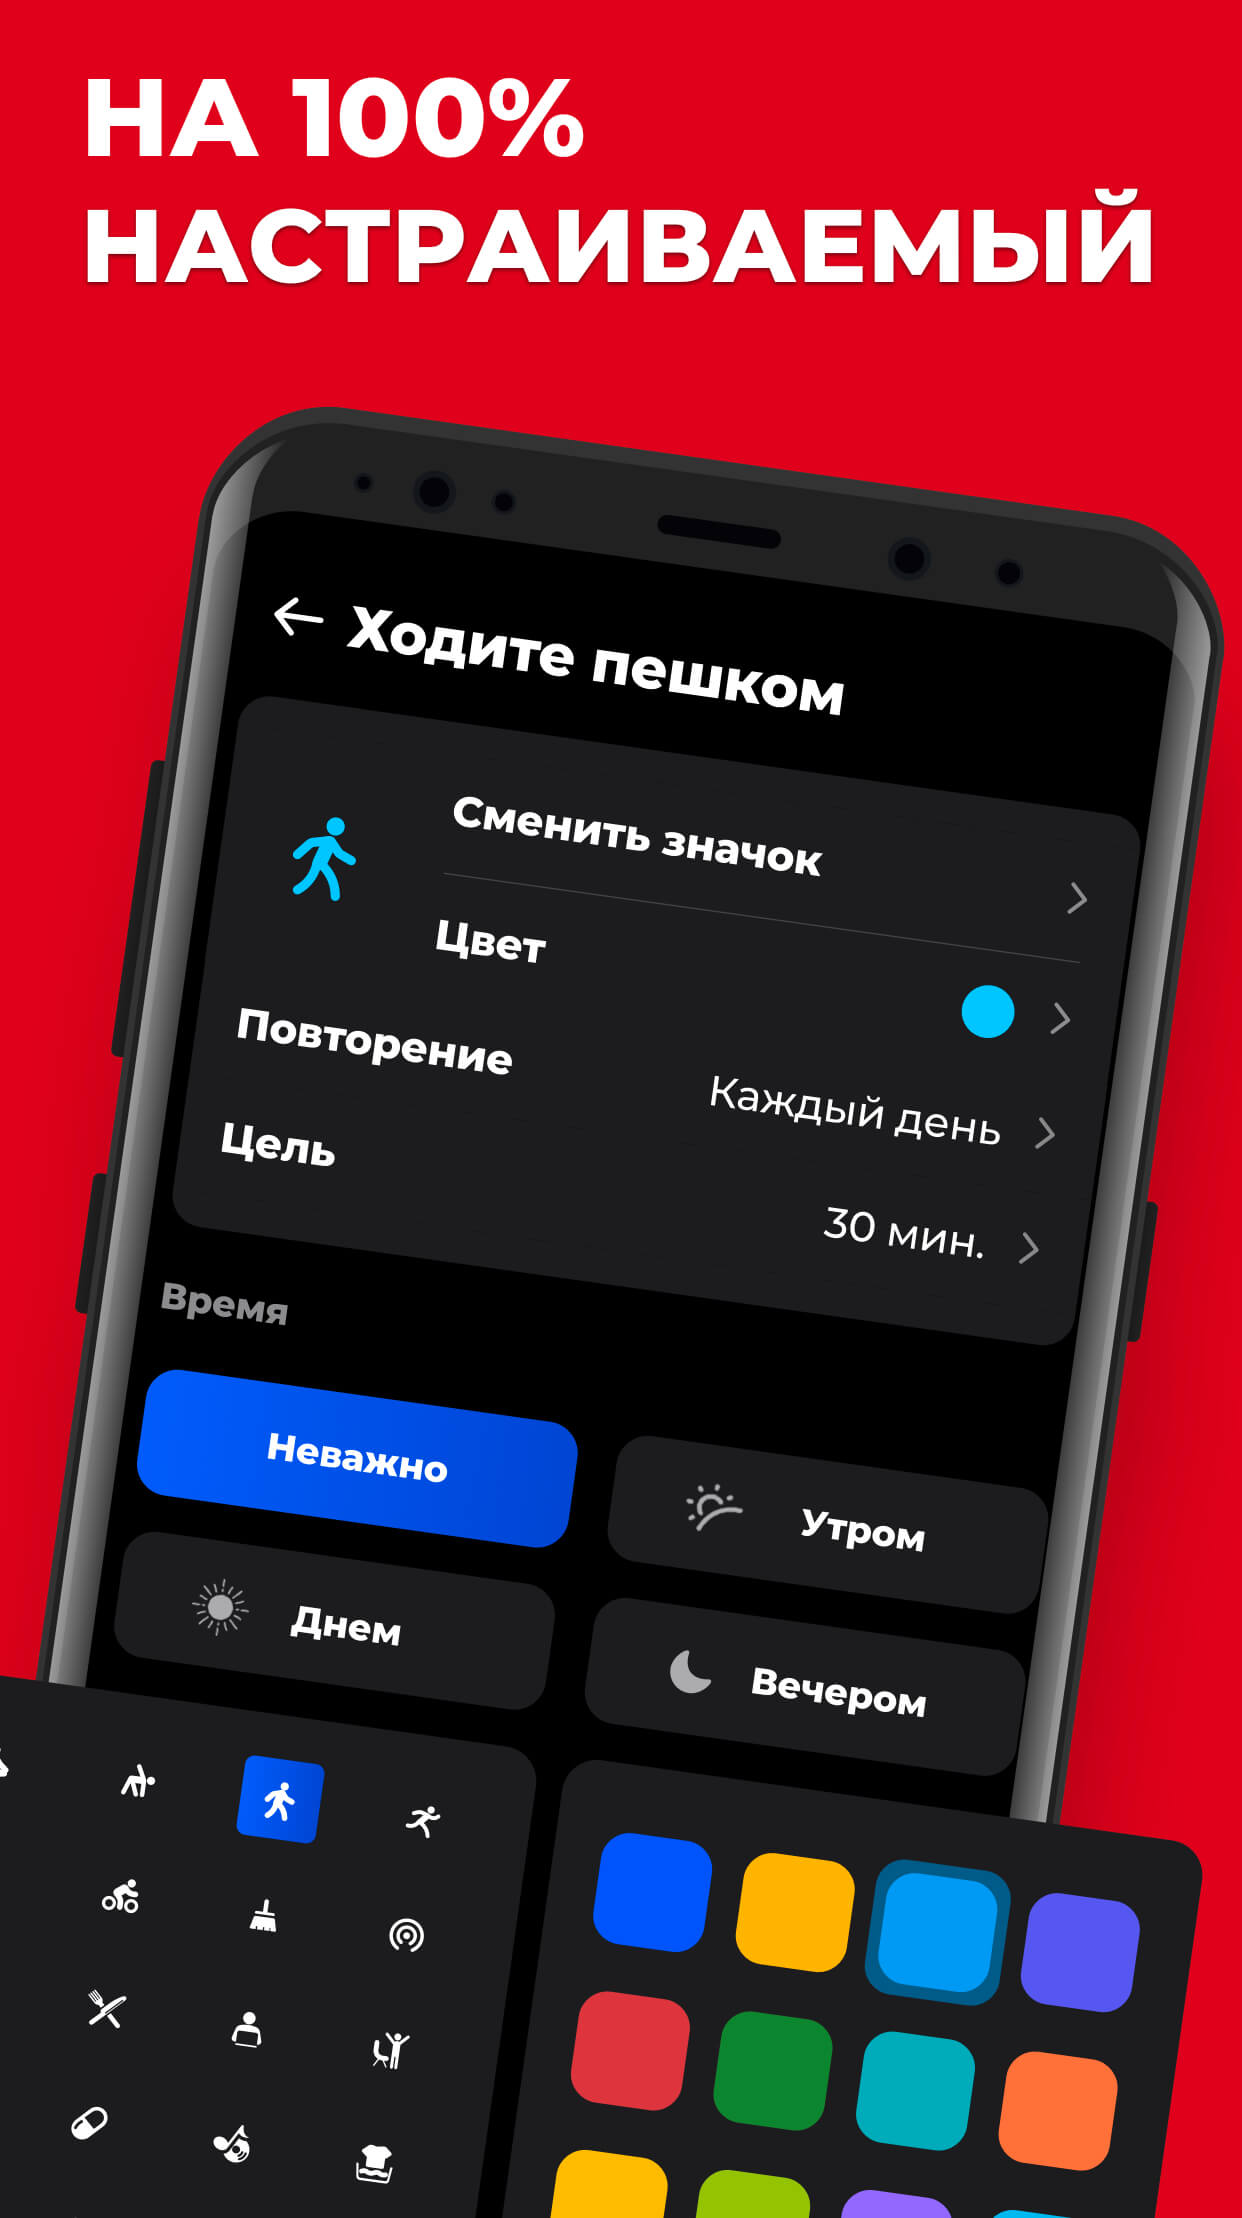 НА 100%
НАСТРАИВАЕМЫЙ
Ходите пешком
Сменить значок
Цвет
Повторение
Каждый день
Цель
30 мин.
Время
Неважно
Утром
Днем
Вечером